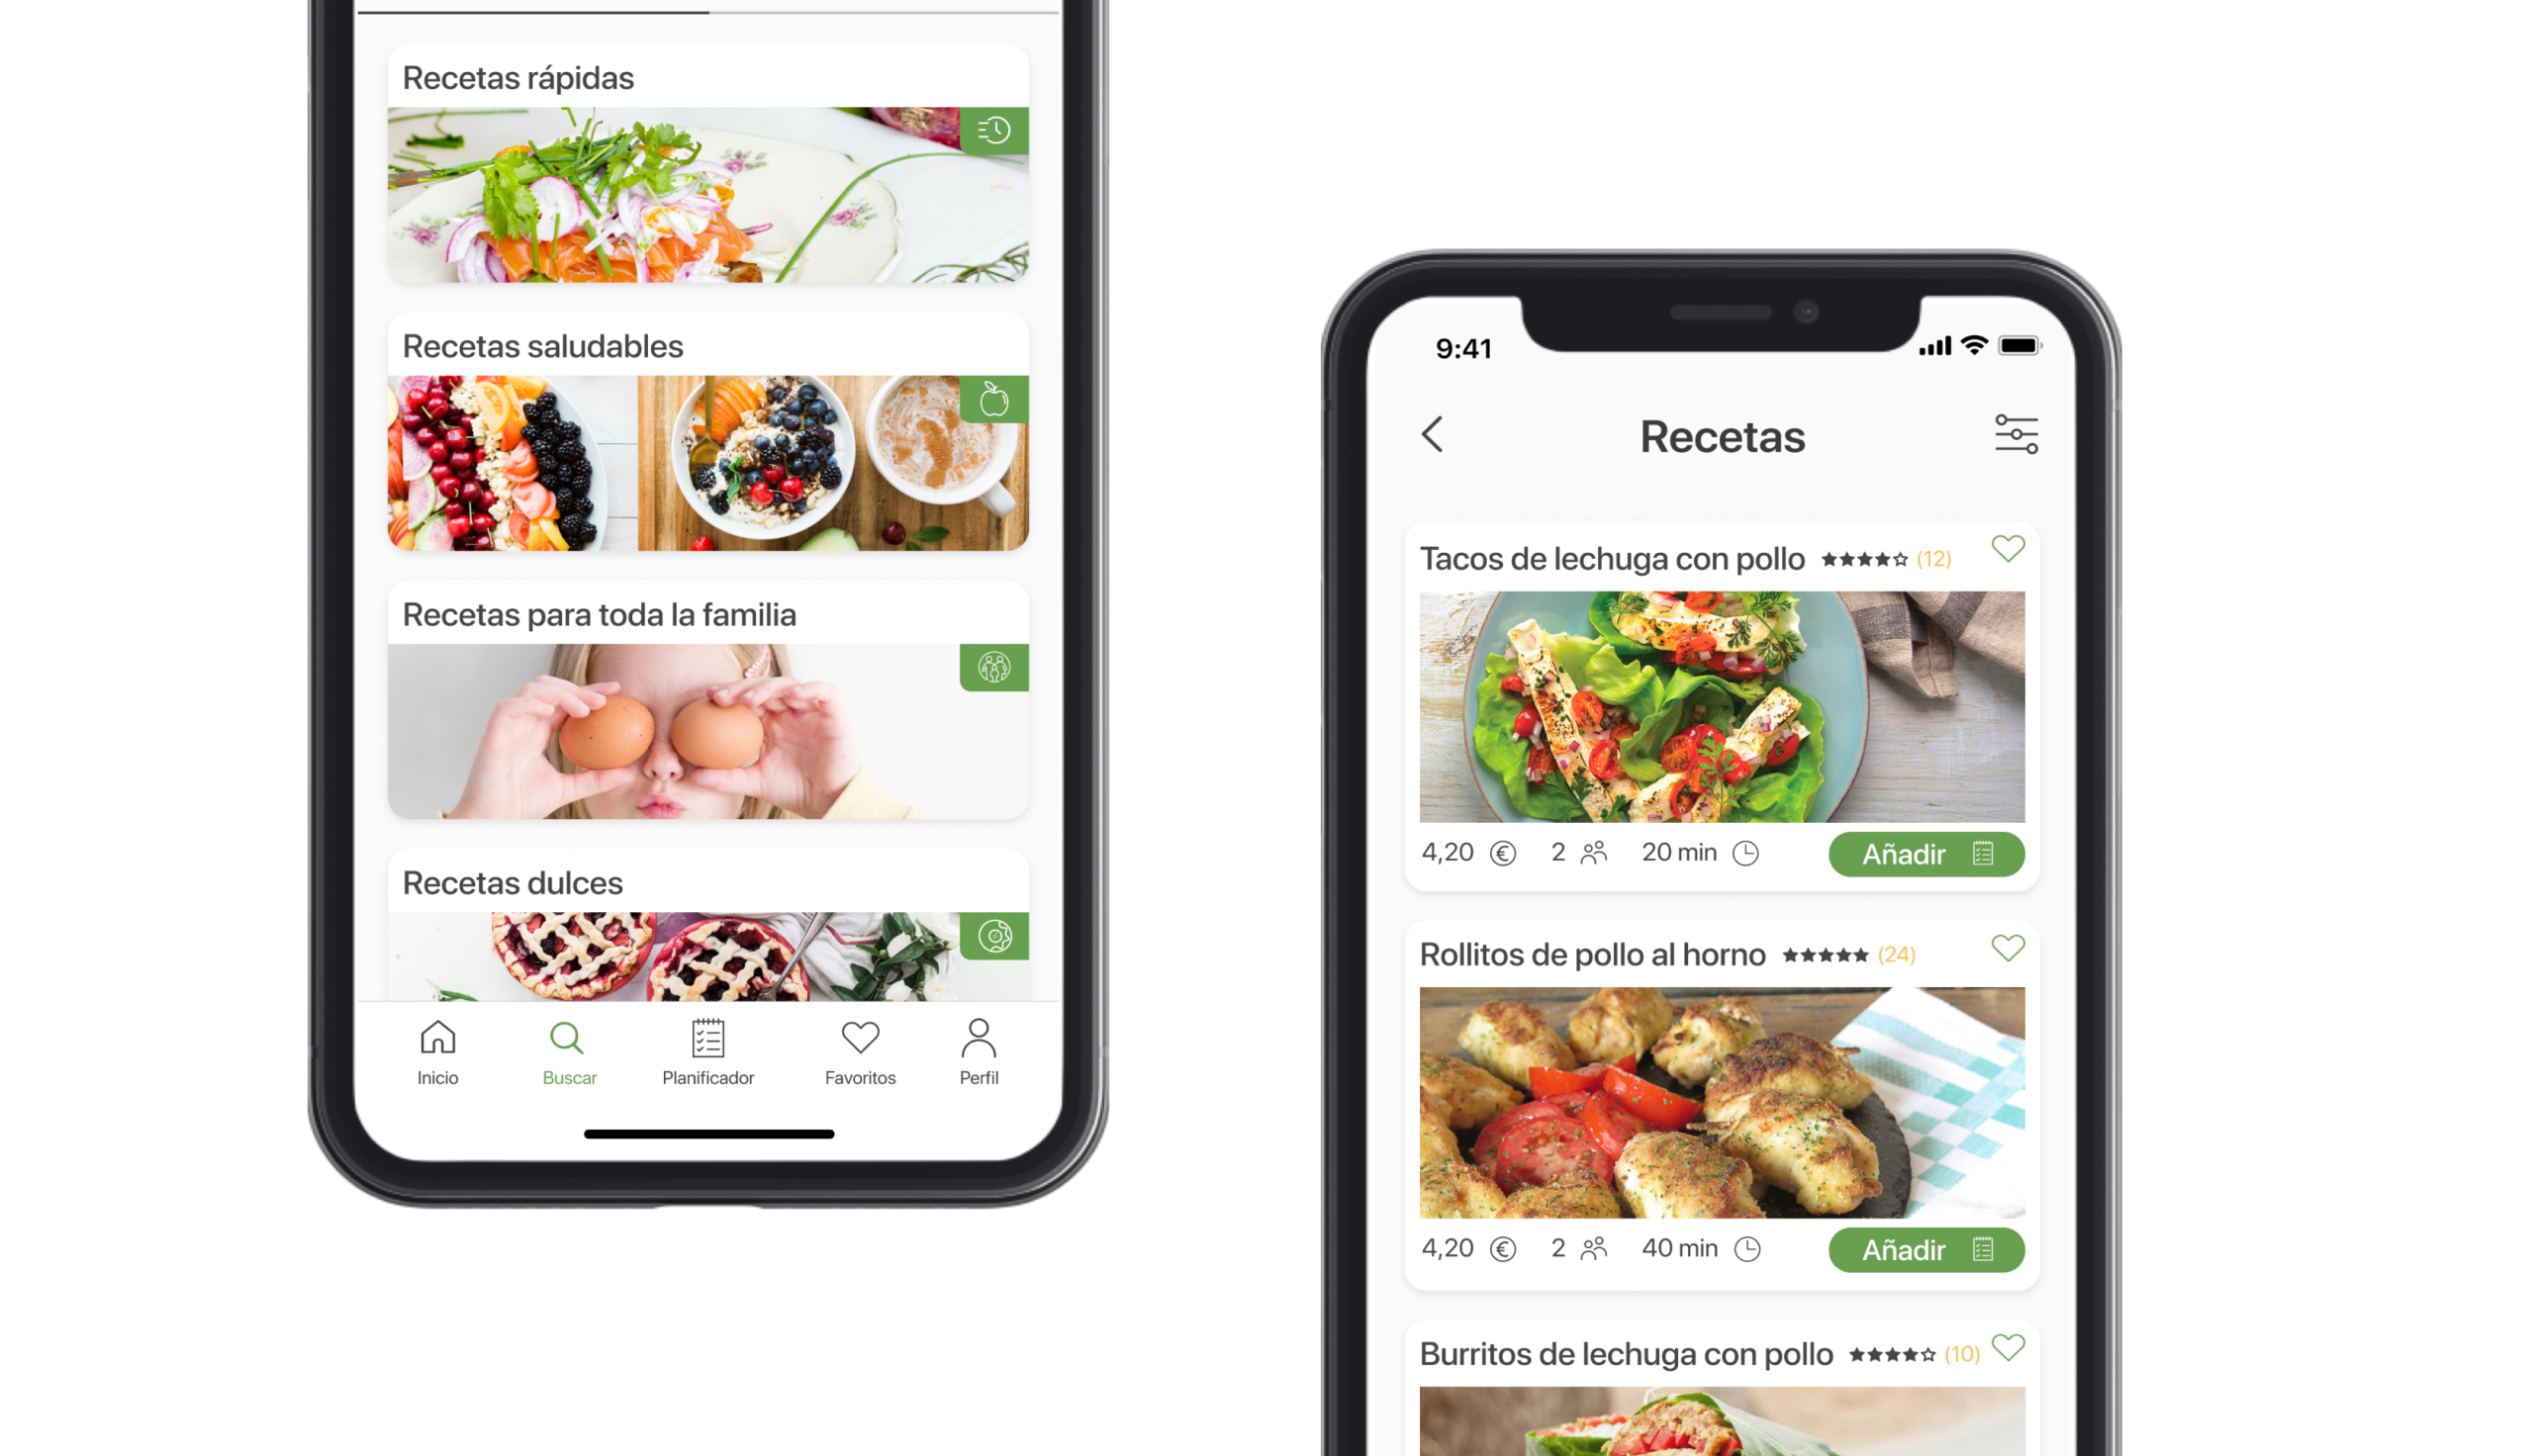 Recetas rápidas
Recetas saludables
Recetas para toda la familia
Recetas dulces
Inicio
Buscar
Planificador
Favoritos
Perfil
9:41
Recetas
Tacos de lechuga con pollo (12)
4,20 € 2 20 min Añadir
Rollitos de pollo al horno (24)
4,20 € 2 40 min Añadir
Burritos de lechuga con pollo (10)